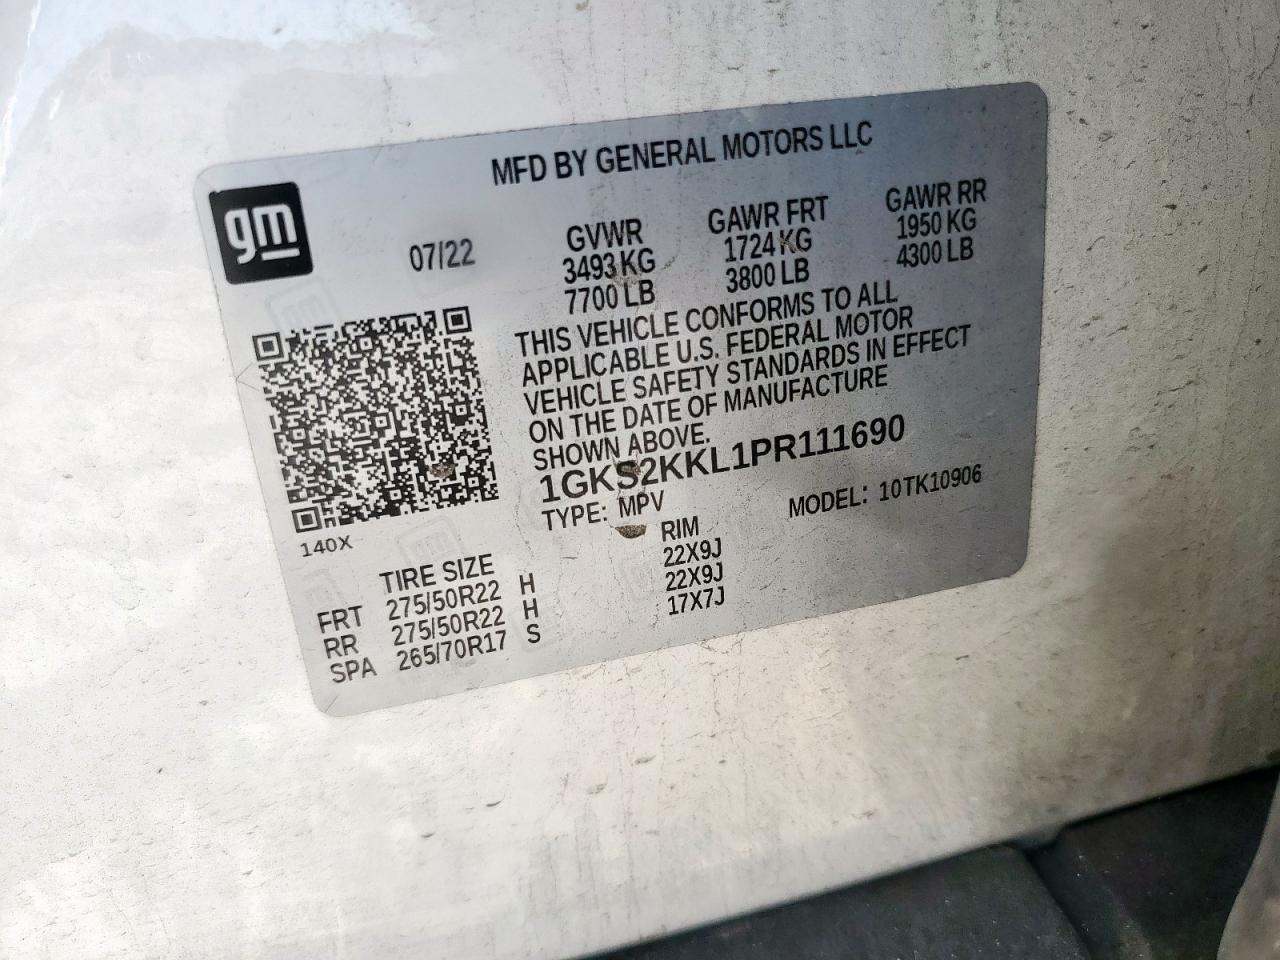 MFD BY GENERAL MOTORS LLC
gm
07/22
GVWR GAWR FRT GAWR RR
3493 KG 1724 KG 1950 KG
7700 LB 3800 LB 4300 LB
THIS VEHICLE CONFORMS TO ALL
APPLICABLE U.S. FEDERAL MOTOR
VEHICLE SAFETY STANDARDS IN EFFECT
ON THE DATE OF MANUFACTURE
SHOWN ABOVE.
1GKS2KKL1PR111690
TYPE: MPV MODEL: 10TK10906
140X
TIRE SIZE RIM
FRT 275/50R22 H 22X9J
RR 275/50R22 H 22X9J
SPA 265/70R17 S 17X7J